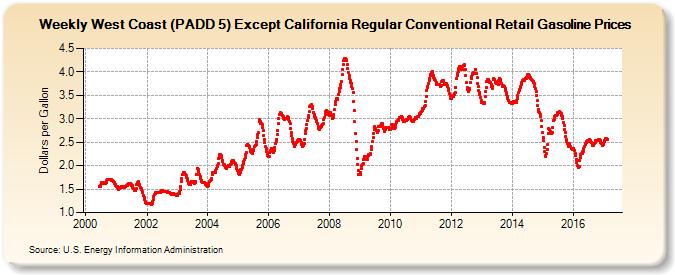 Weekly West Coast (PADD 5) Except California Regular Conventional Retail Gasoline Prices
Dollars per Gallon
4.5
4.0
3.5
3.0
2.5
2.0
1.5
1.0
2000 2002 2004 2006 2008 2010 2012 2014 2016
Source: U.S. Energy Information Administration